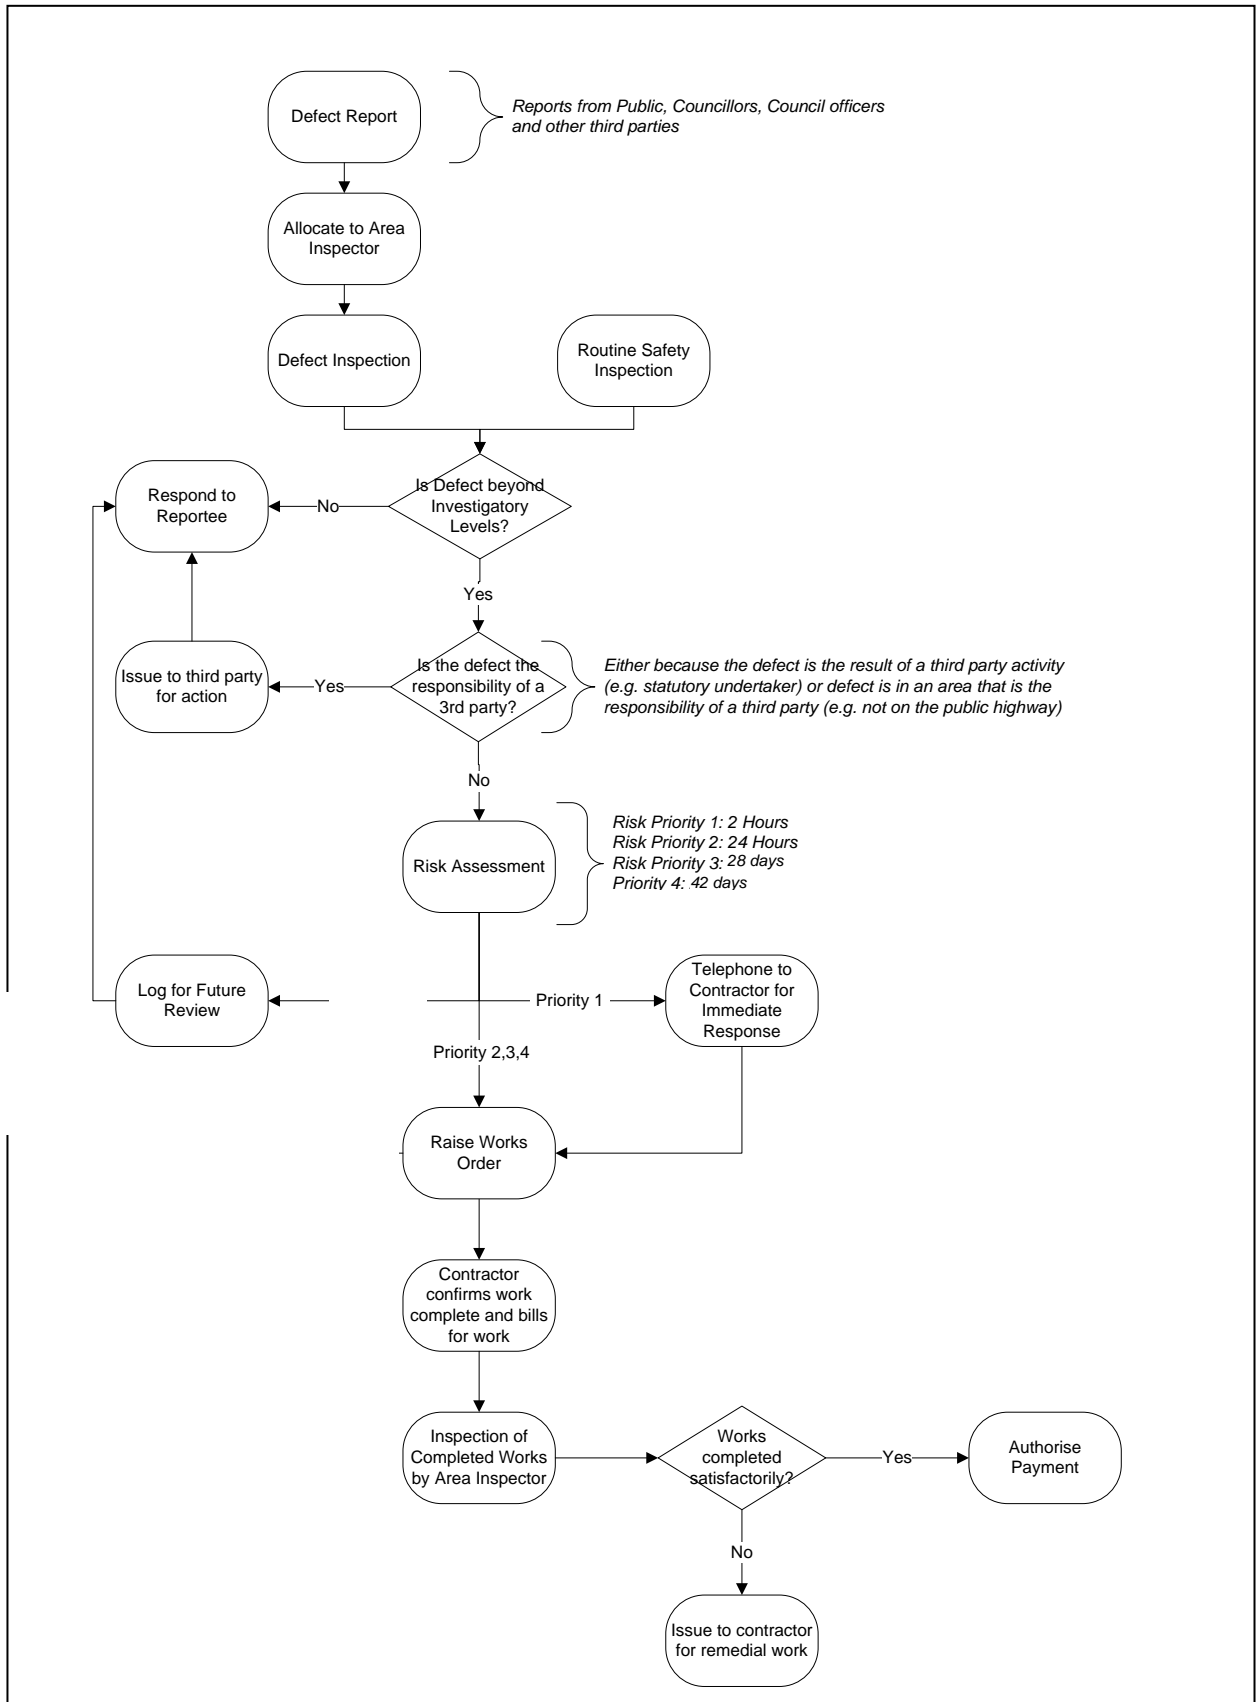 Defect Report
Reports from Public, Councillors, Council officers
and other third parties
Allocate to Area
Inspector
Defect Inspection
Routine Safety
Inspection
Is Defect beyond
Investigatory
Levels?
No
Respond to
Reportee
Yes
Is the defect the
responsibility of a
3rd party?
Yes
Issue to third party
for action
Either because the defect is the result of a third party activity
(e.g. statutory undertaker) or defect is in an area that is the
responsibility of a third party (e.g. not on the public highway)
No
Risk Assessment
Risk Priority 1: 2 Hours
Risk Priority 2: 24 Hours
Risk Priority 3: 28 days
Priority 4: 42 days
Log for Future
Review
Priority 1
Telephone to
Contractor for
Immediate
Response
Priority 2,3,4
Raise Works
Order
Contractor
confirms work
complete and bills
for work
Inspection of
Completed Works
by Area Inspector
Works
completed
satisfactorily?
Yes
Authorise
Payment
No
Issue to contractor
for remedial work